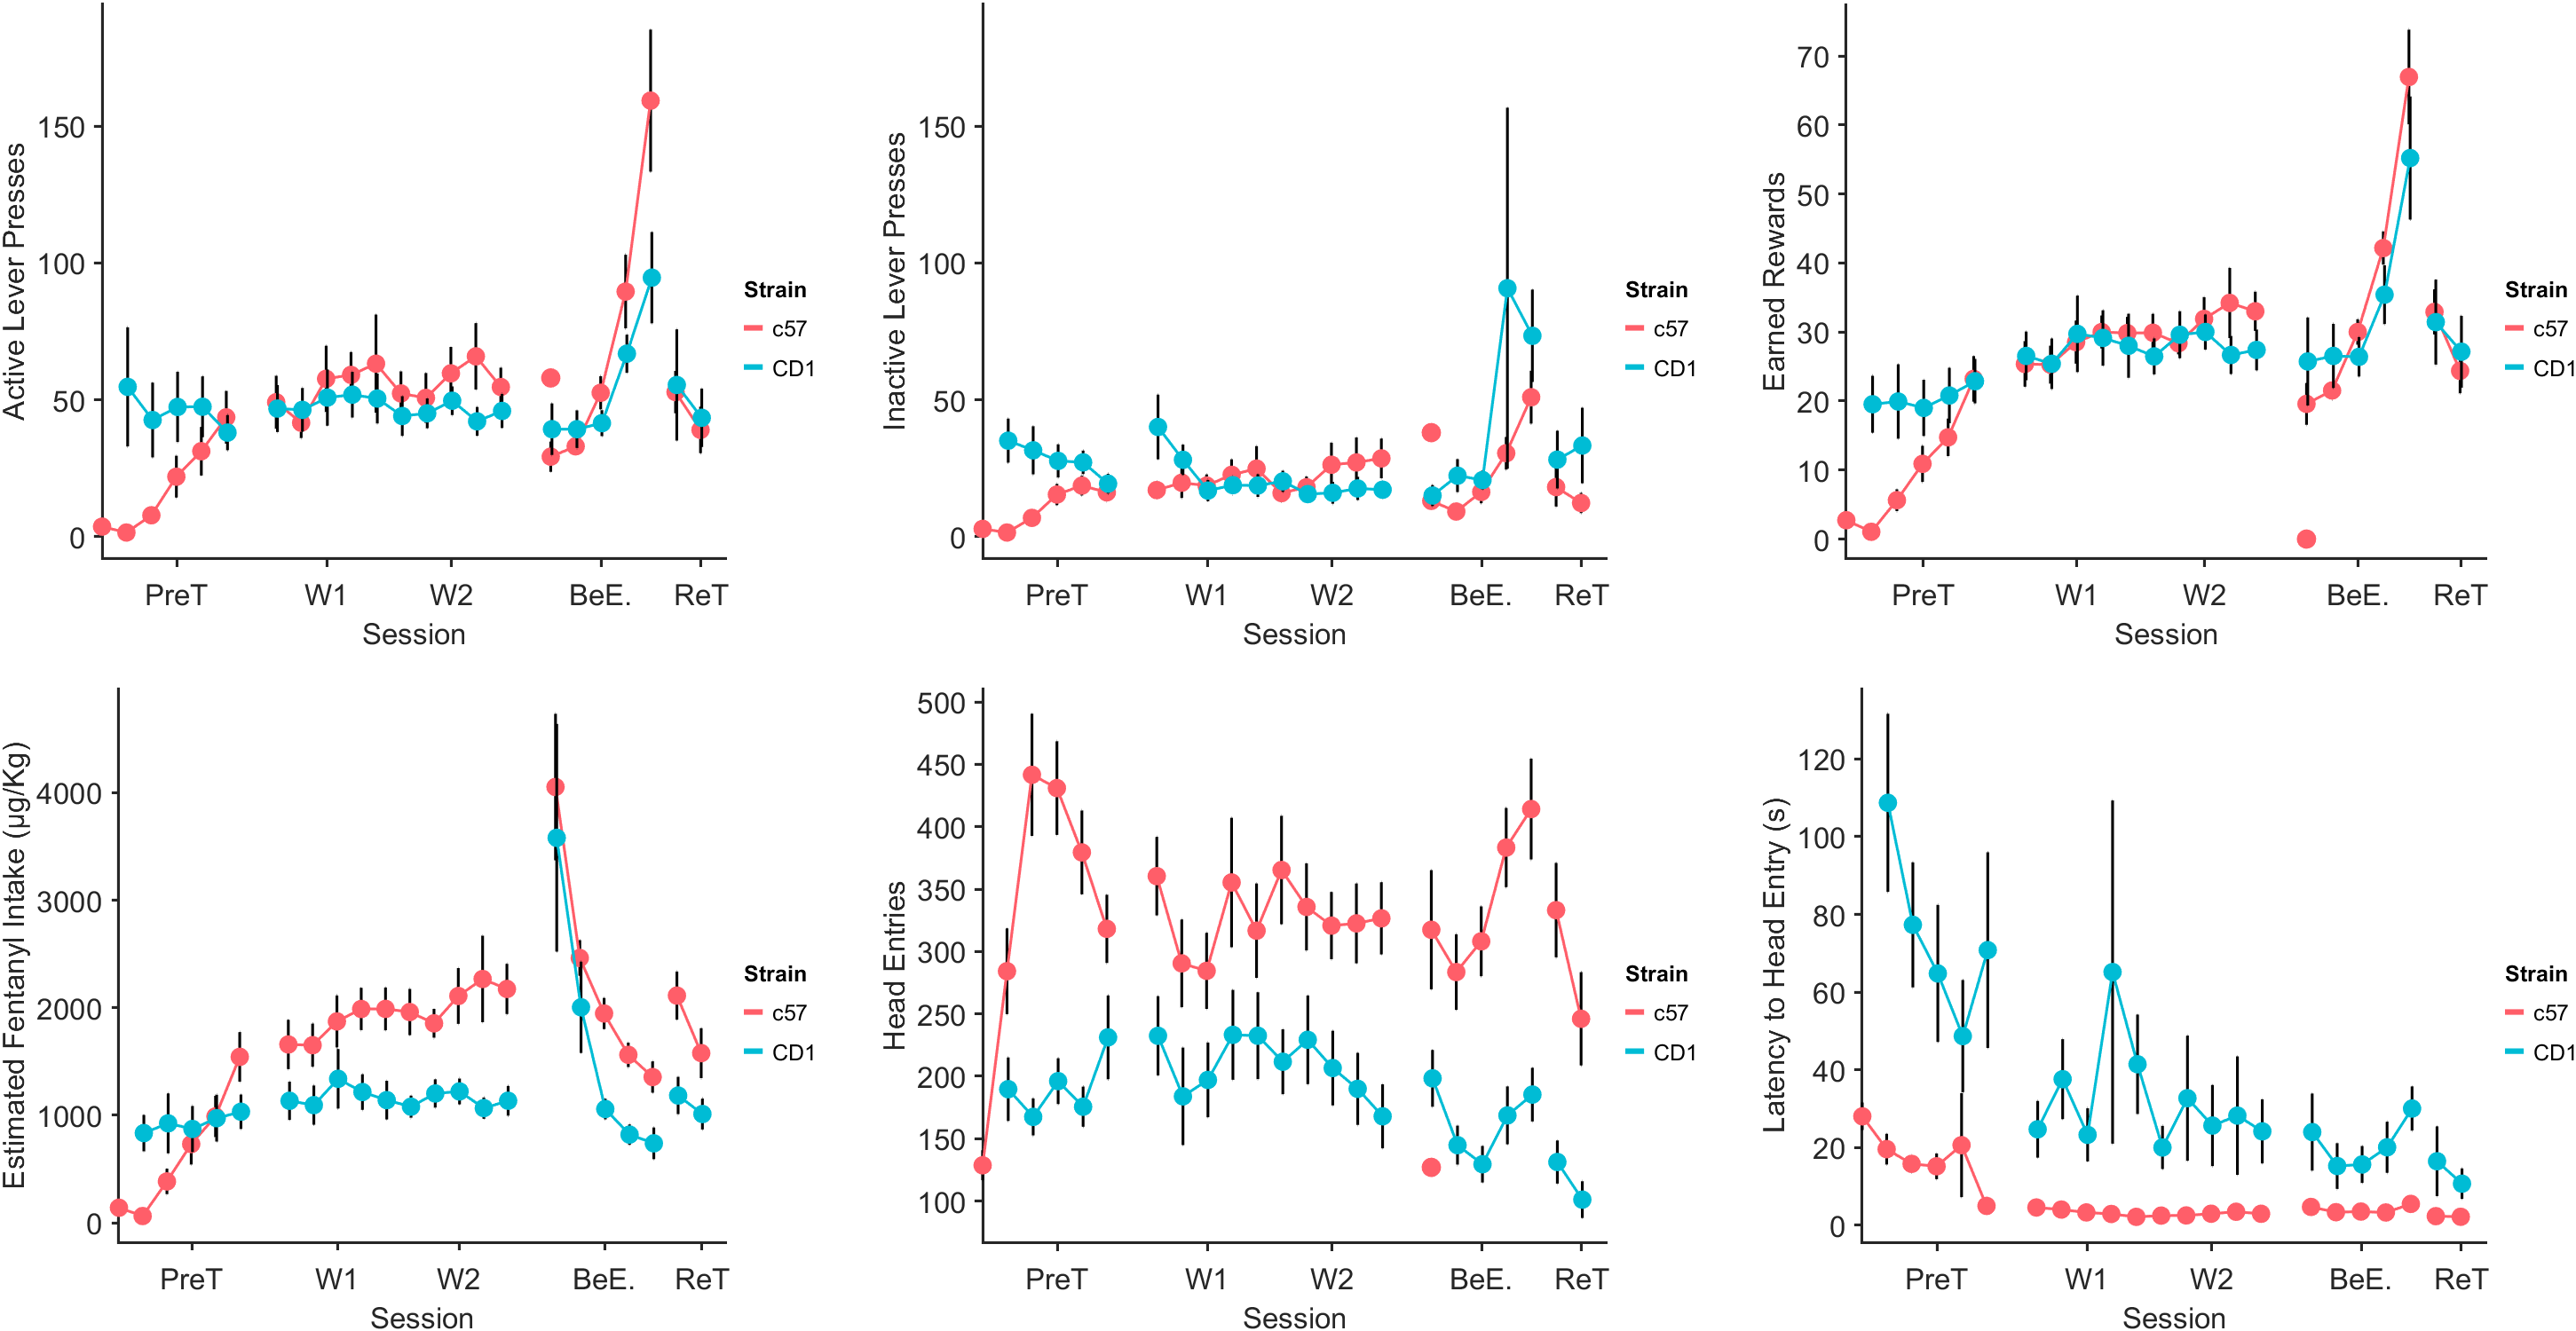 Active Lever Presses
150
100
50
0
PreT W1 W2 BeE. ReT
Session
Strain
c57
CD1
Inactive Lever Presses
150
100
50
0
PreT W1 W2 BeE. ReT
Session
Strain
c57
CD1
Earned Rewards
70
60
50
40
30
20
10
0
PreT W1 W2 BeE. ReT
Session
Strain
c57
CD1
Estimated Fentanyl Intake (μg/Kg)
4000
3000
2000
1000
0
PreT W1 W2 BeE. ReT
Session
Strain
c57
CD1
Head Entries
500
450
400
350
300
250
200
150
100
PreT W1 W2 BeE. ReT
Session
Strain
c57
CD1
Latency to Head Entry (s)
120
100
80
60
40
20
0
PreT W1 W2 BeE. ReT
Session
Strain
c57
CD1